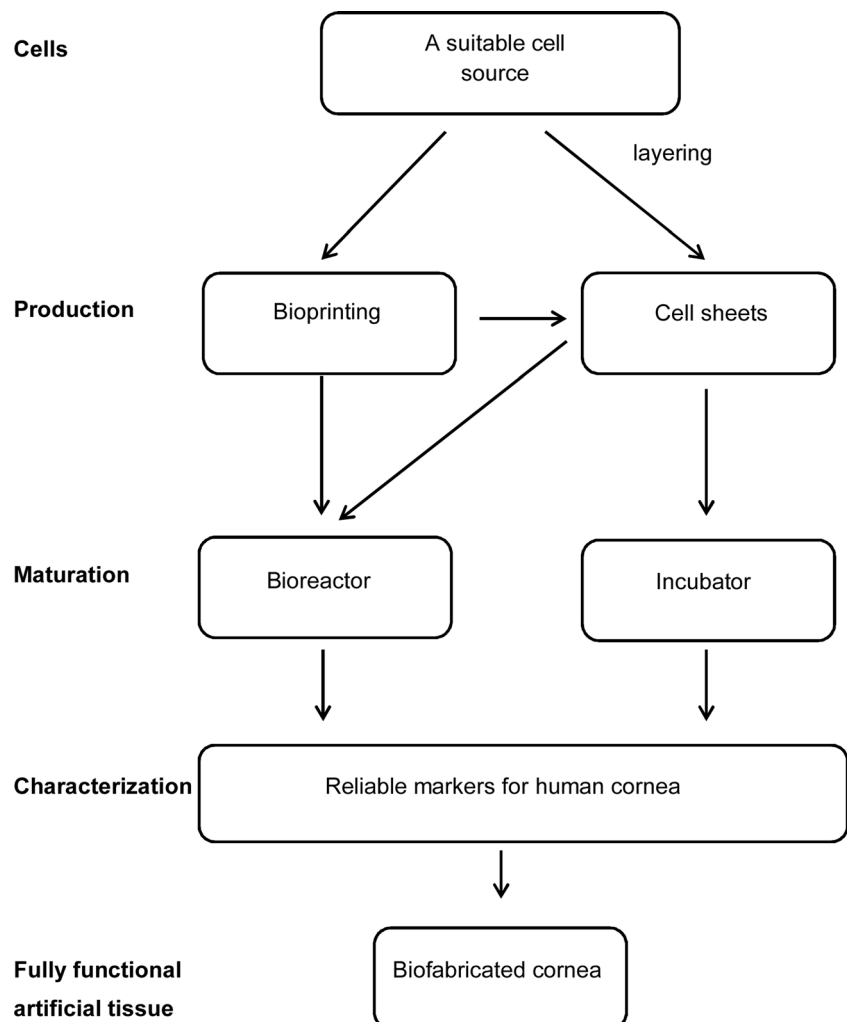 Cells
A suitable cell
source
layering
Production
Bioprinting
Cell sheets
Maturation
Bioreactor
Incubator
Characterization
Reliable markers for human cornea
Fully functional
artificial tissue
Biofabricated cornea